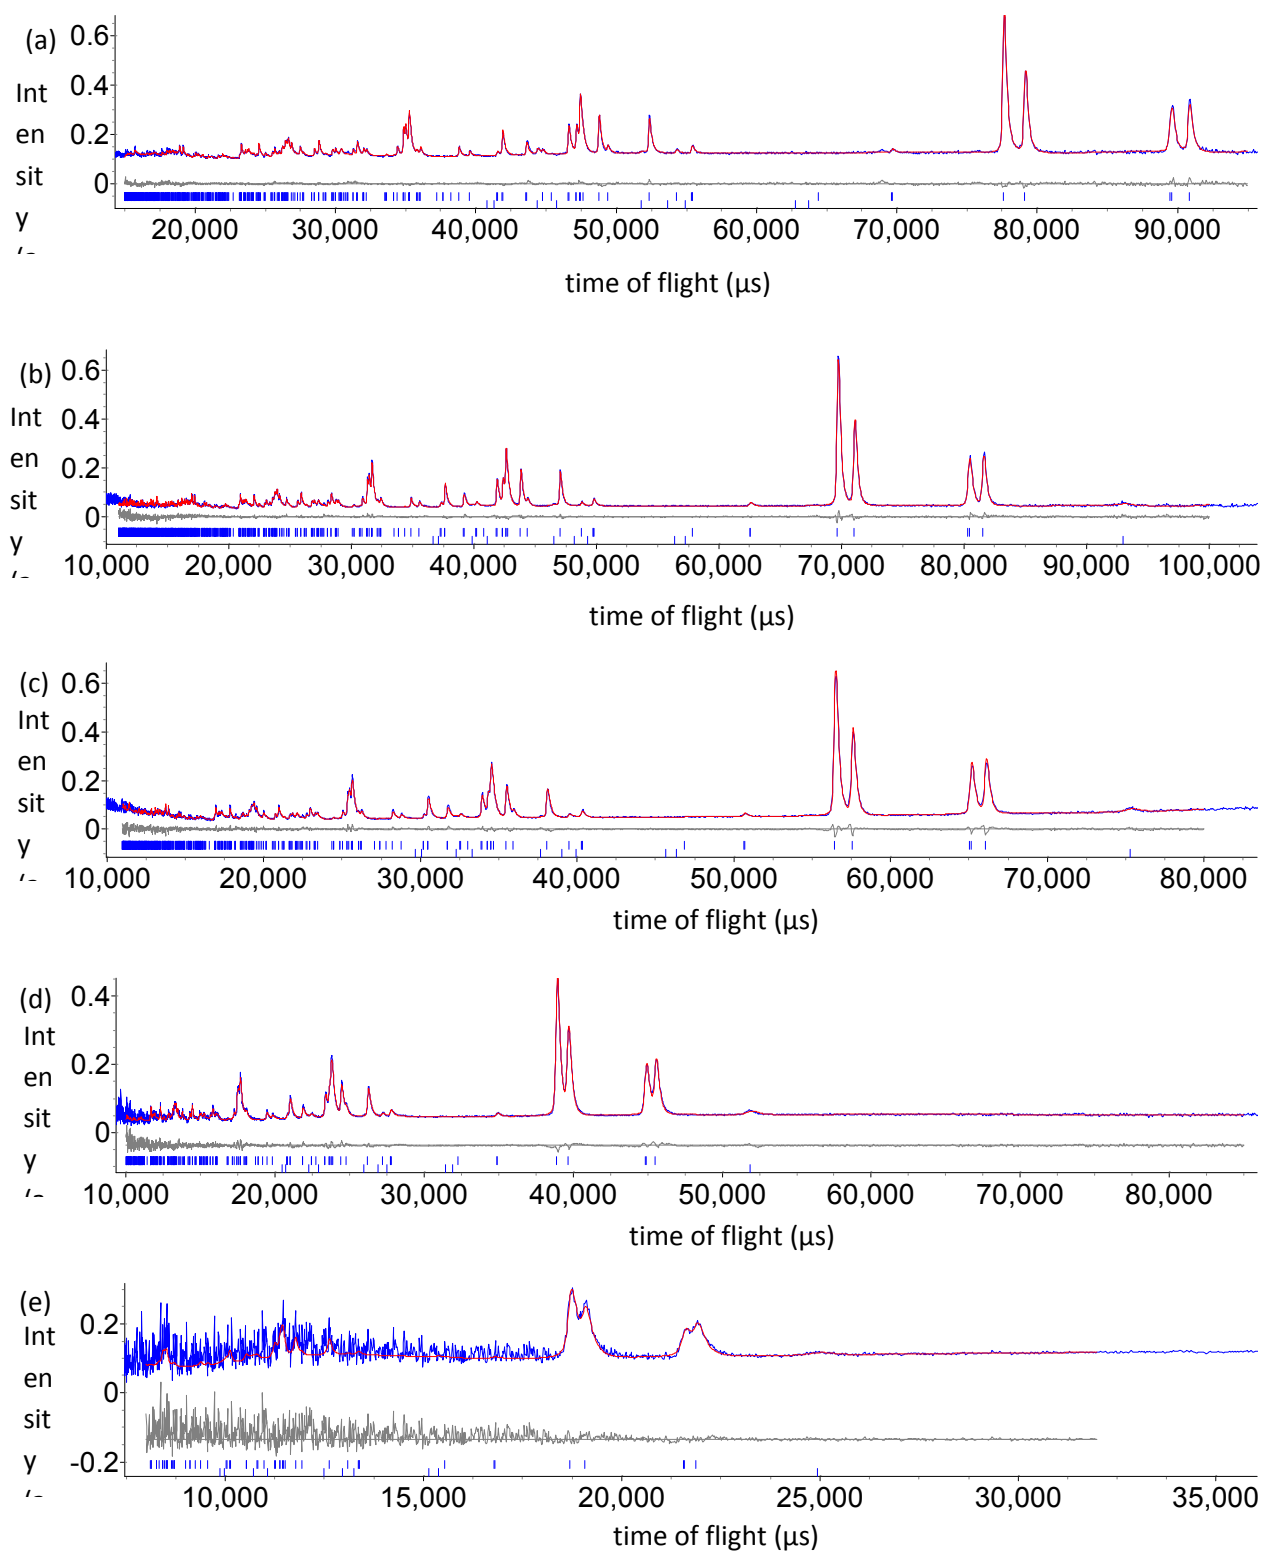 (a)
Int
en
sit
y
0.6
0.4
0.2
0
20,000 30,000 40,000 50,000 60,000 70,000 80,000 90,000
time of flight (μs)
(b)
Int
en
sit
y
0.6
0.4
0.2
0
10,000 20,000 30,000 40,000 50,000 60,000 70,000 80,000 90,000 100,000
time of flight (μs)
(c)
Int
en
sit
y
0.6
0.4
0.2
0
10,000 20,000 30,000 40,000 50,000 60,000 70,000 80,000
time of flight (μs)
(d)
Int
en
sit
y
0.4
0.2
0
10,000 20,000 30,000 40,000 50,000 60,000 70,000 80,000
time of flight (μs)
(e)
Int
en
sit
y
0.2
0
-0.2
10,000 15,000 20,000 25,000 30,000 35,000
time of flight (μs)